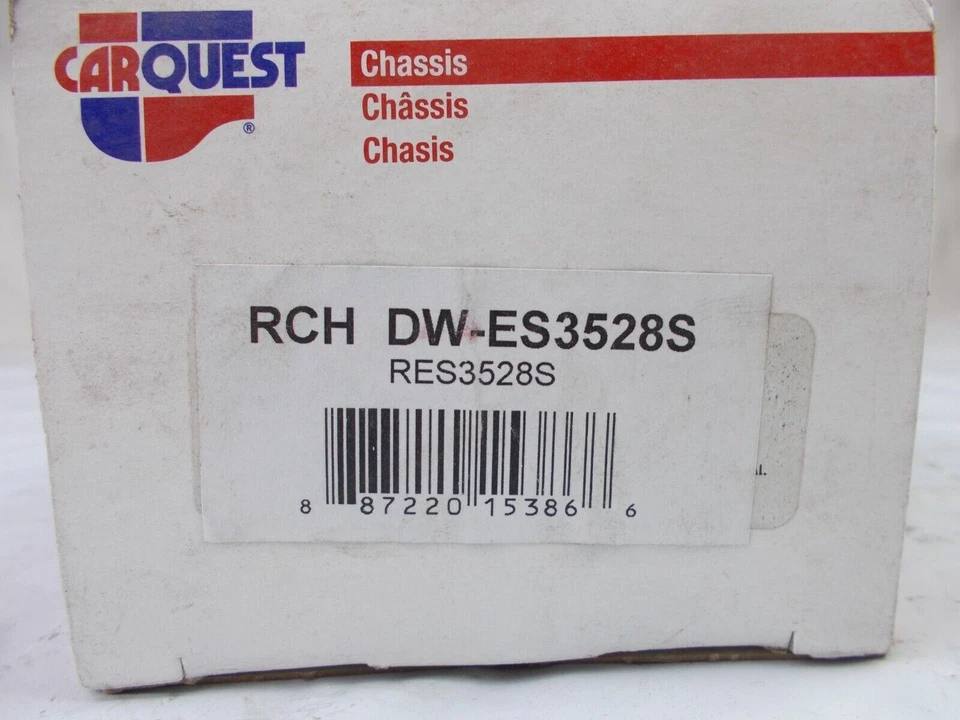 CARQUEST
®
Chassis
Châssis
Chasis
RCH DW-ES3528S
RES3528S
8 87220 15386 6